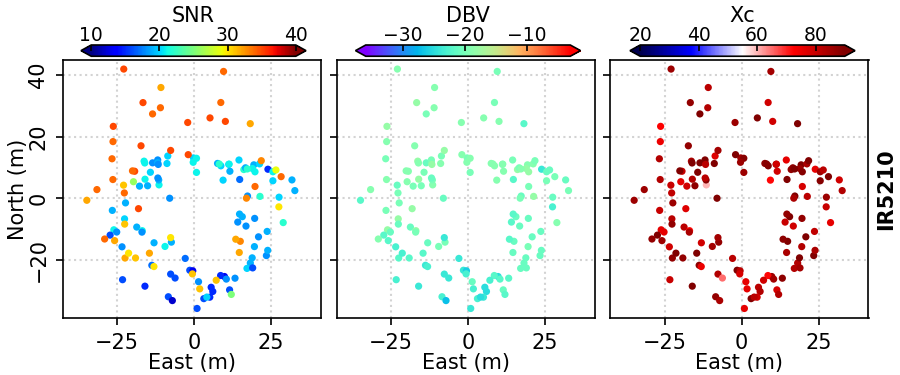 SNR DBV Xc
10 20 30 40 −30 −20 −10 20 40 60 80
40
20
0
−20
North (m)
IR5210
−25 0 25 −25 0 25 −25 0 25
East (m) East (m) East (m)